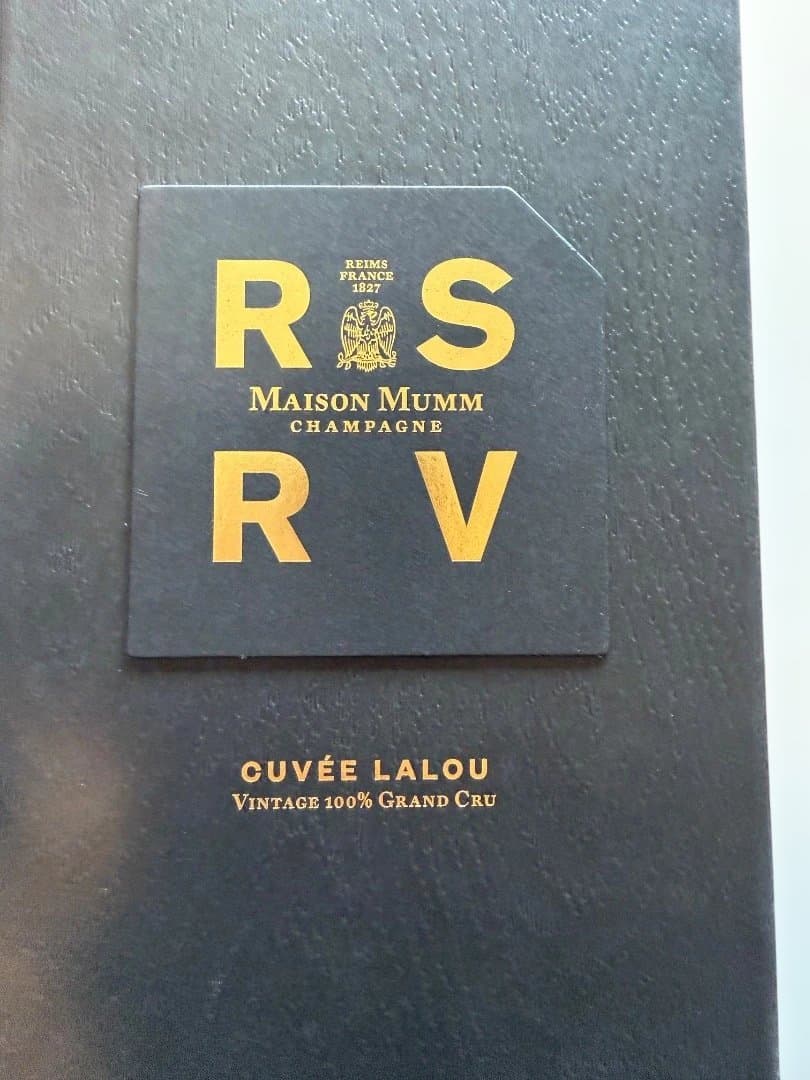 R S
REIMS
FRANCE
1827
MAISON MUMM
CHAMPAGNE
R V
CUVÉE LALOU
VINTAGE 100% GRAND CRU